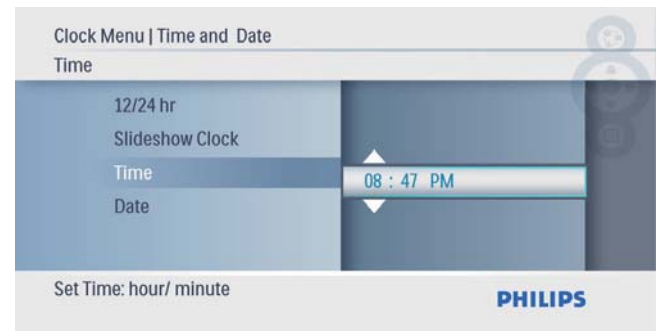 Clock Menu | Time and Date
Time
12/24 hr
Slideshow Clock
Time
08 : 47 PM
Date
Set Time: hour/ minute
PHILIPS